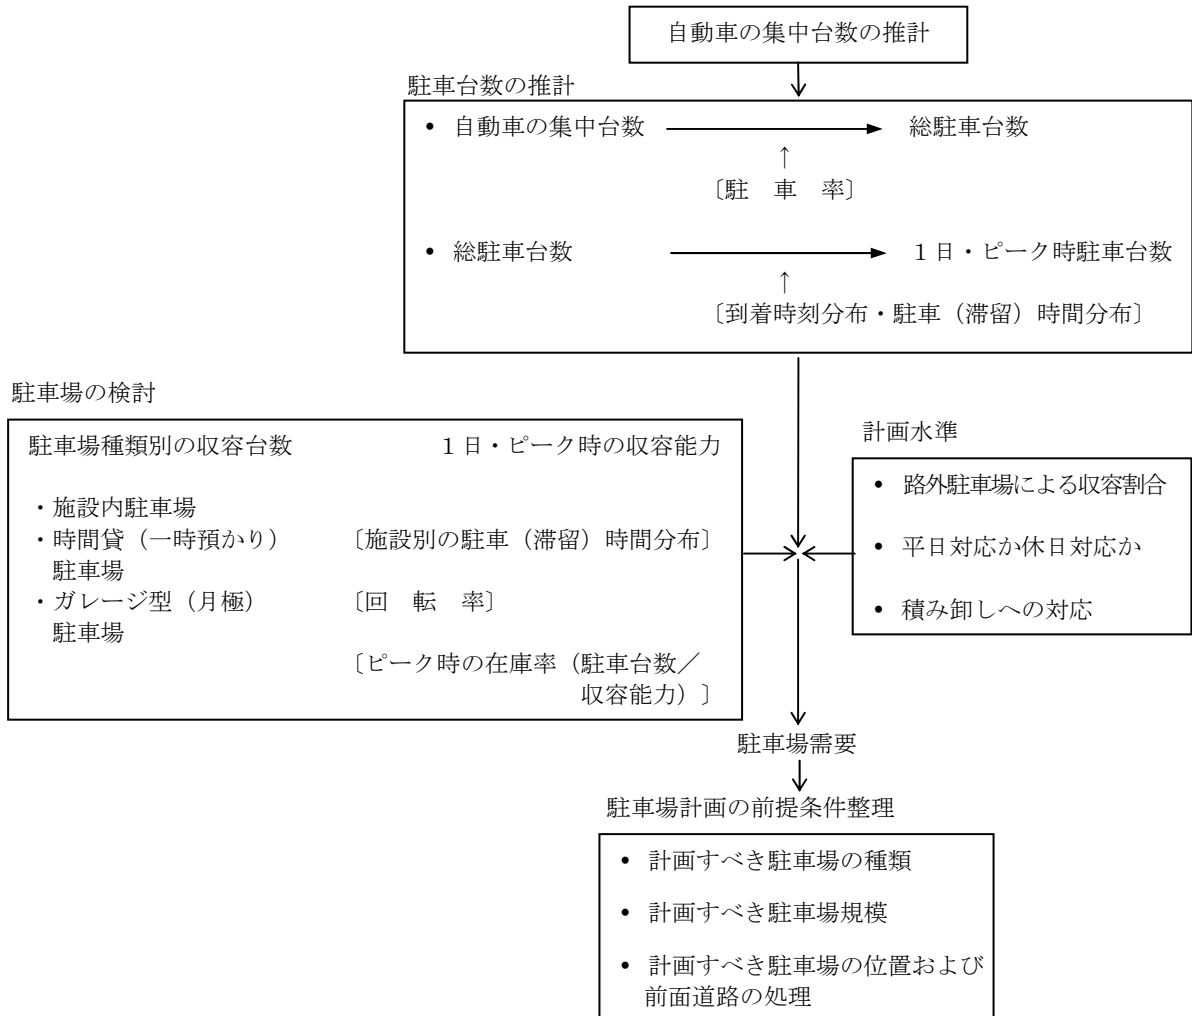 自動車の集中台数の推計
駐車台数の推計
• 自動車の集中台数 総駐車台数
↑
〔駐 車 率〕
• 総駐車台数 １日・ピーク時駐車台数
↑
〔到着時刻分布・駐車（滞留）時間分布〕
駐車場の検討
駐車場種類別の収容台数 １日・ピーク時の収容能力
・施設内駐車場
・時間貸（一時預かり） 〔施設別の駐車（滞留）時間分布〕
駐車場
・ガレージ型（月極） 〔回 転 率〕
駐車場
〔ピーク時の在庫率（駐車台数／
収容能力）〕
計画水準
• 路外駐車場による収容割合
• 平日対応か休日対応か
• 積み卸しへの対応
駐車場需要
駐車場計画の前提条件整理
• 計画すべき駐車場の種類
• 計画すべき駐車場規模
• 計画すべき駐車場の位置および
前面道路の処理